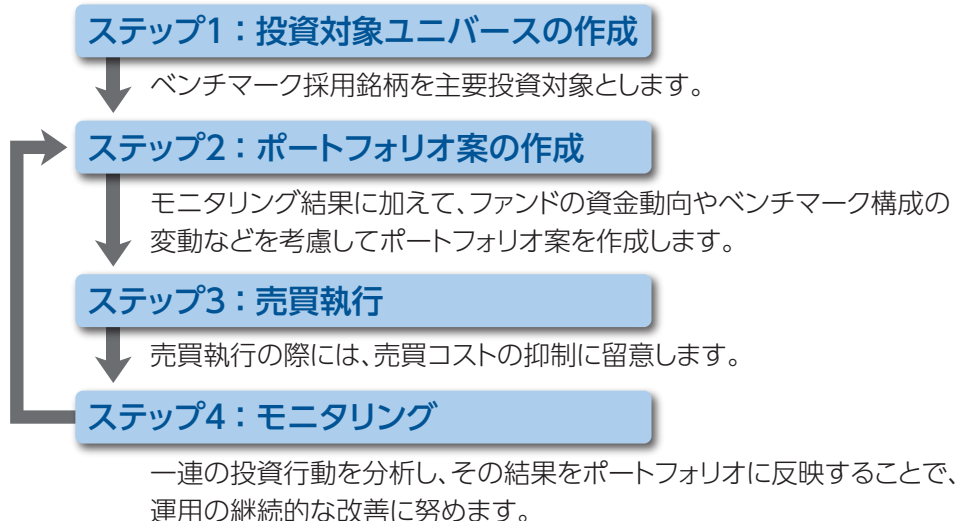 ステップ1：投資対象ユニバースの作成
ベンチマーク採用銘柄を主要投資対象とします。
ステップ2：ポートフォリオ案の作成
モニタリング結果に加えて、ファンドの資金動向やベンチマーク構成の
変動などを考慮してポートフォリオ案を作成します。
ステップ3：売買執行
売買執行の際には、売買コストの抑制に留意します。
ステップ4：モニタリング
一連の投資行動を分析し、その結果をポートフォリオに反映することで、
運用の継続的な改善に努めます。